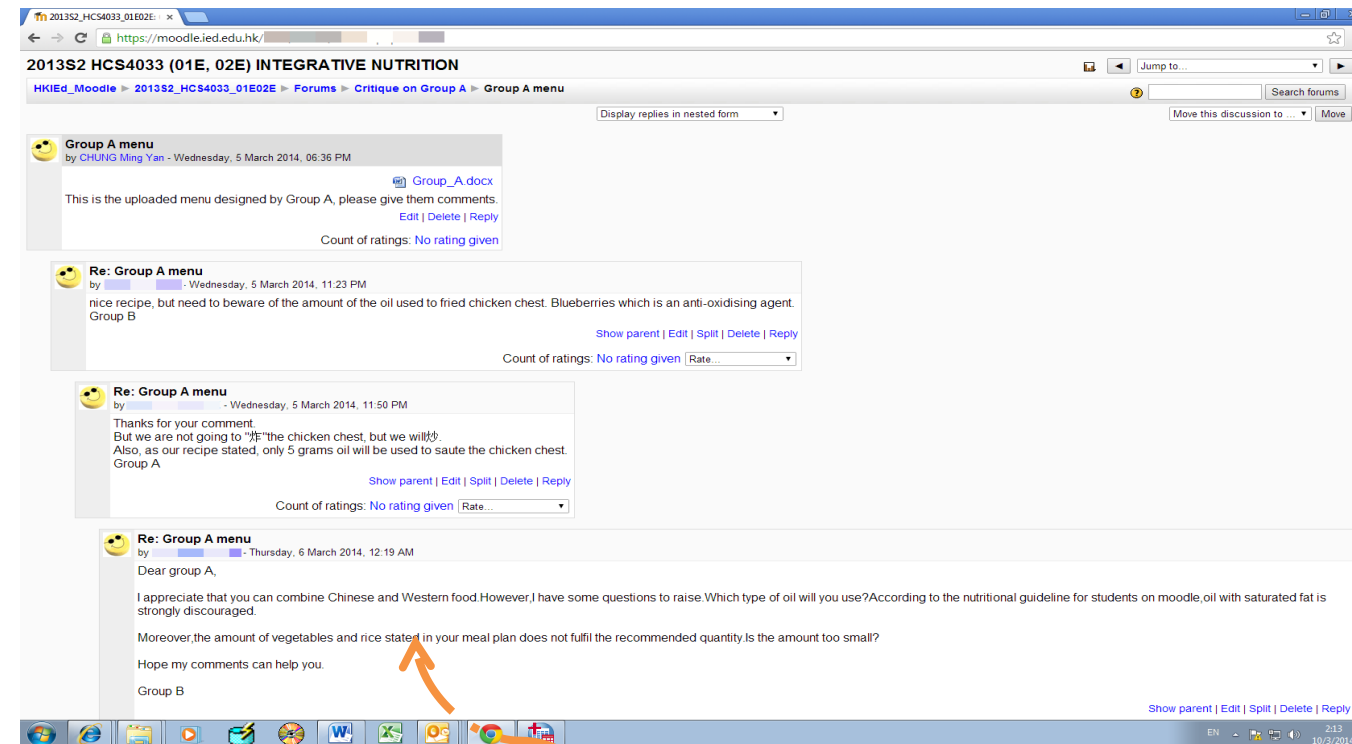 2013S2_HCS4033_01E02E:
https://moodle.ied.edu.hk/
2013S2 HCS4033 (01E, 02E) INTEGRATIVE NUTRITION
Jump to...
HKIEd_Moodle ► 2013S2_HCS4033_01E02E ► Forums ► Critique on Group A ► Group A menu
Search forums
Display replies in nested form
Move this discussion to ...
Move
Group A menu
by CHUNG Ming Yan - Wednesday, 5 March 2014, 06:36 PM
Group_A.docx
This is the uploaded menu designed by Group A, please give them comments.
Edit | Delete | Reply
Count of ratings: No rating given
Re: Group A menu
by - Wednesday, 5 March 2014, 11:23 PM
nice recipe, but need to beware of the amount of the oil used to fried chicken chest. Blueberries which is an anti-oxidising agent.
Group B
Show parent | Edit | Split | Delete | Reply
Count of ratings: No rating given Rate...
Re: Group A menu
by - Wednesday, 5 March 2014, 11:50 PM
Thanks for your comment.
But we are not going to "炸"the chicken chest, but we will炒.
Also, as our recipe stated, only 5 grams oil will be used to saute the chicken chest.
Group A
Show parent | Edit | Split | Delete | Reply
Count of ratings: No rating given Rate...
Re: Group A menu
by - Thursday, 6 March 2014, 12:19 AM
Dear group A,
I appreciate that you can combine Chinese and Western food.However,I have some questions to raise.Which type of oil will you use?According to the nutritional guideline for students on moodle,oil with saturated fat is
strongly discouraged.
Moreover,the amount of vegetables and rice stated in your meal plan does not fulfil the recommended quantity.Is the amount too small?
Hope my comments can help you.
Group B
Show parent | Edit | Split | Delete | Reply
EN
2:13
10/3/2014